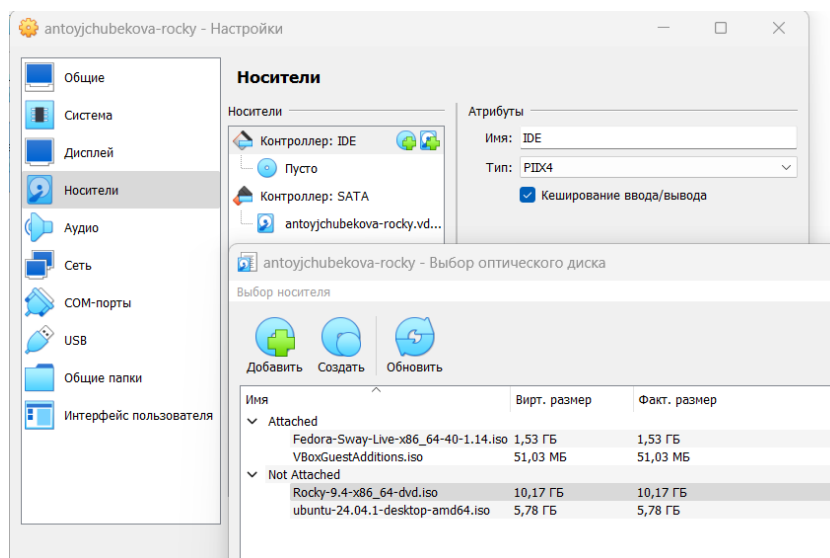 antoyjchubekova-rocky - Настройки
Общие
Система
Дисплей
Носители
Аудио
Сеть
COM-порты
USB
Общие папки
Интерфейс пользователя
Носители
Носители
Контроллер: IDE
Пусто
Контроллер: SATA
antoyjchubekova-rocky.vd...
Атрибуты
Имя: IDE
Тип: PIIX4
Кеширование ввода/вывода
antoyjchubekova-rocky - Выбор оптического диска
Выбор носителя
Добавить Создать Обновить
Имя Вирт. размер Факт. размер
Attached
Fedora-Sway-Live-x86_64-40-1.14.iso 1,53 ГБ 1,53 ГБ
VBoxGuestAdditions.iso 51,03 МБ 51,03 МБ
Not Attached
Rocky-9.4-x86_64-dvd.iso 10,17 ГБ 10,17 ГБ
ubuntu-24.04.1-desktop-amd64.iso 5,78 ГБ 5,78 ГБ